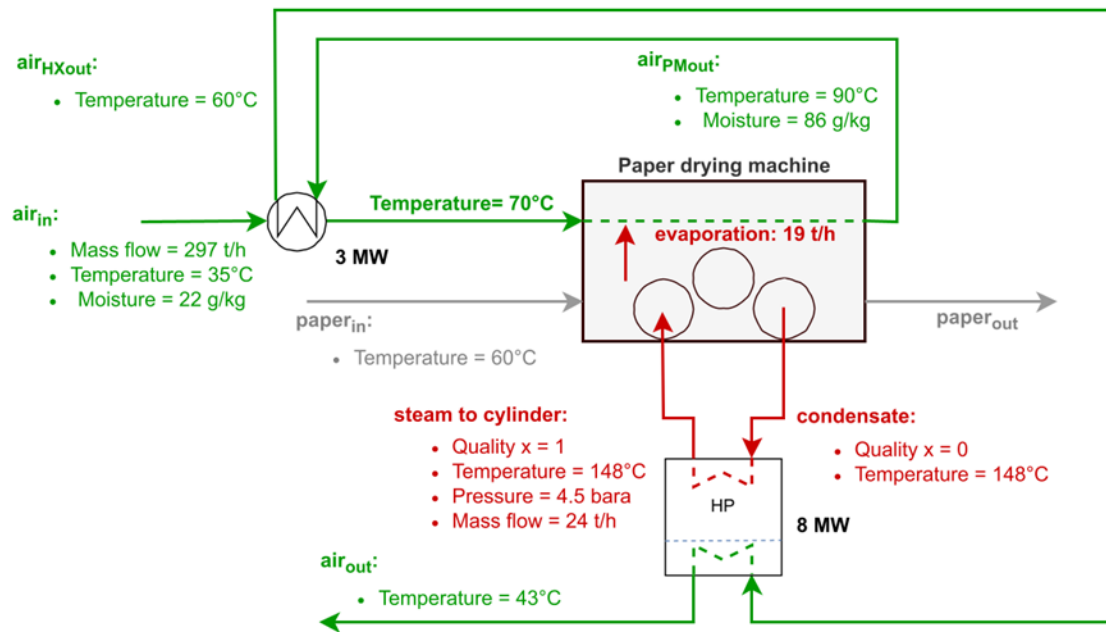 air_HXout:
• Temperature = 60°C
air_PMout:
• Temperature = 90°C
• Moisture = 86 g/kg
Paper drying machine
air_in:
• Mass flow = 297 t/h
• Temperature = 35°C
• Moisture = 22 g/kg
Temperature= 70°C
3 MW
evaporation: 19 t/h
paper_in:
• Temperature = 60°C
paper_out
steam to cylinder:
• Quality x = 1
• Temperature = 148°C
• Pressure = 4.5 bara
• Mass flow = 24 t/h
condensate:
• Quality x = 0
• Temperature = 148°C
HP
8 MW
air_out:
• Temperature = 43°C